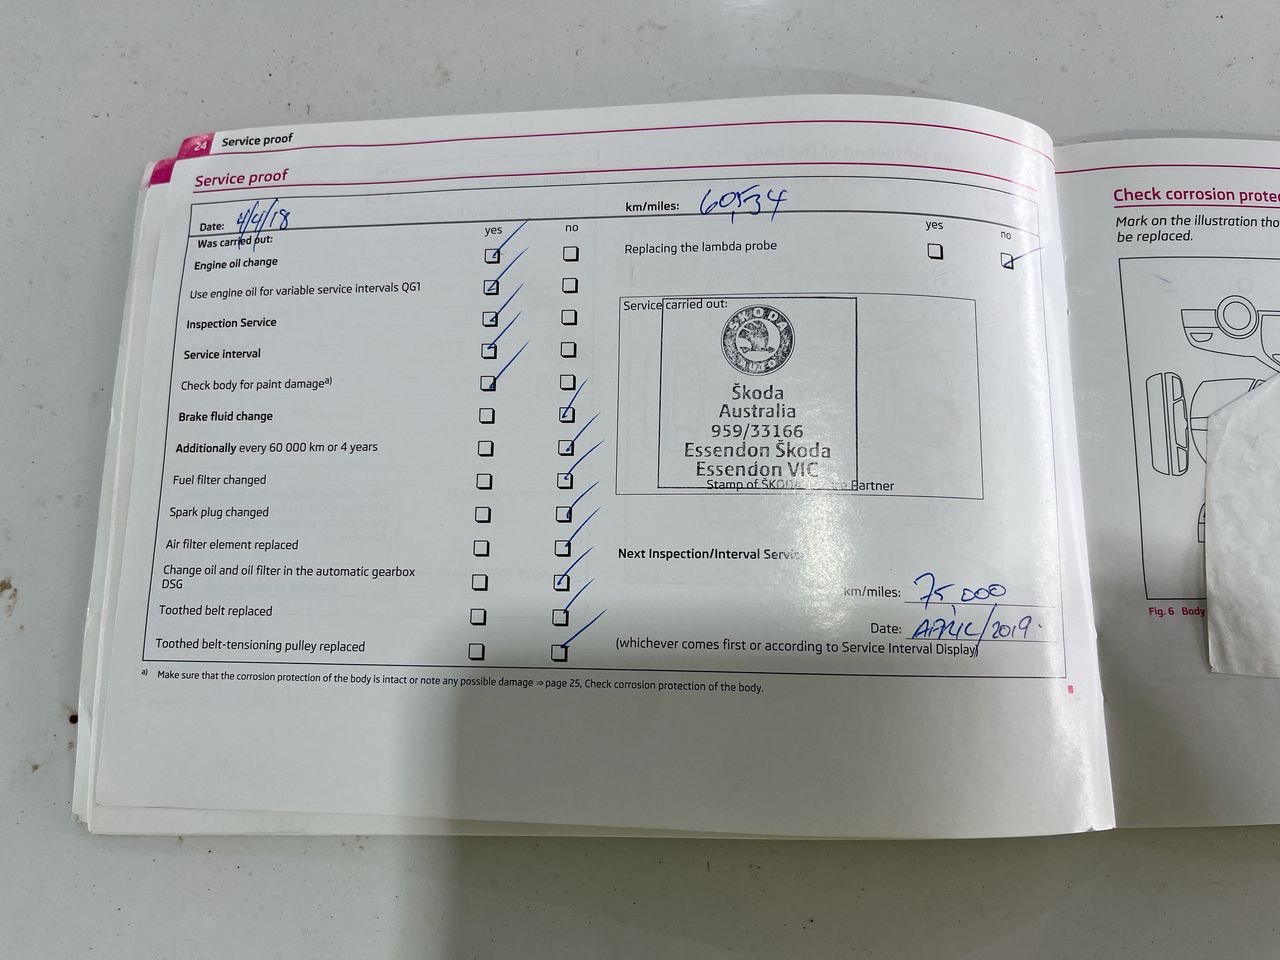 24 Service proof
Service proof
Date: 4/4/18
km/miles: 60534
Was carried out:
yes no
yes no
Engine oil change
Use engine oil for variable service intervals QG1
Inspection Service
Service interval
Check body for paint damage a)
Brake fluid change
Additionally every 60 000 km or 4 years
Fuel filter changed
Spark plug changed
Air filter element replaced
Change oil and oil filter in the automatic gearbox
DSG
Toothed belt replaced
Toothed belt-tensioning pulley replaced
Replacing the lambda probe
Service carried out:
ŠKODA
AUTO
Škoda
Australia
959/33166
Essendon Škoda
Essendon VIC
Stamp of ŠKODA Partner
Next Inspection/Interval Service
km/miles: 75,000
Date: APRIL/2019.
(whichever comes first or according to Service Interval Display)
a) Make sure that the corrosion protection of the body is intact or note any possible damage ⇒ page 25, Check corrosion protection of the body.
Check corrosion prote
Mark on the illustration tho
be replaced.
Fig. 6 Body